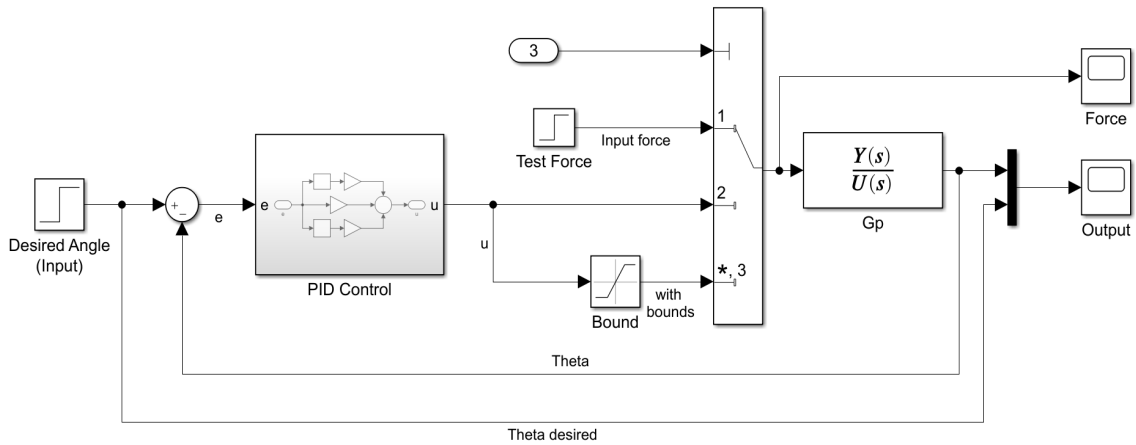 3
1
Input force
Test Force
Force
Y(s)
U(s)
Gp
+
−
e
e
u
PID Control
u
2
Desired Angle
(Input)
Output
*, 3
with
bounds
Bound
Theta
Theta desired